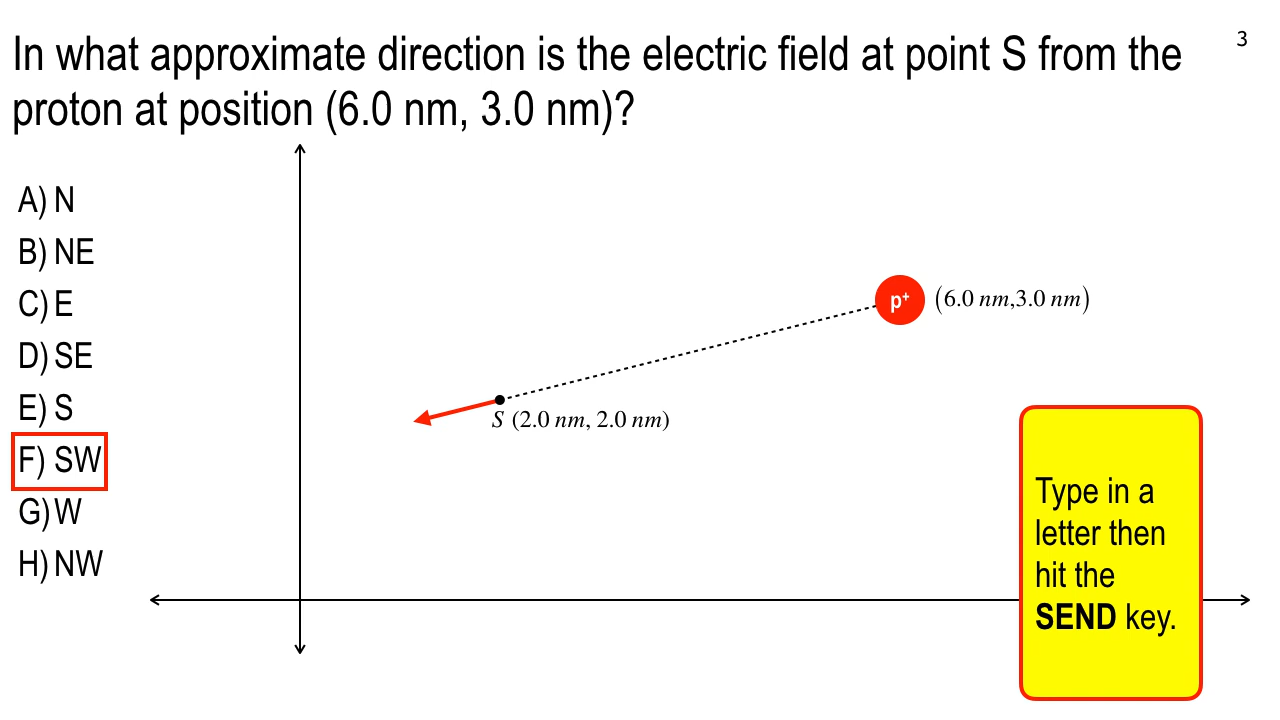 In what approximate direction is the electric field at point S from the
proton at position (6.0 nm, 3.0 nm)?
3
A) N
B) NE
C) E
D) SE
E) S
F) SW
G) W
H) NW
p⁺
(6.0 nm,3.0 nm)
S (2.0 nm, 2.0 nm)
Type in a
letter then
hit the
SEND key.